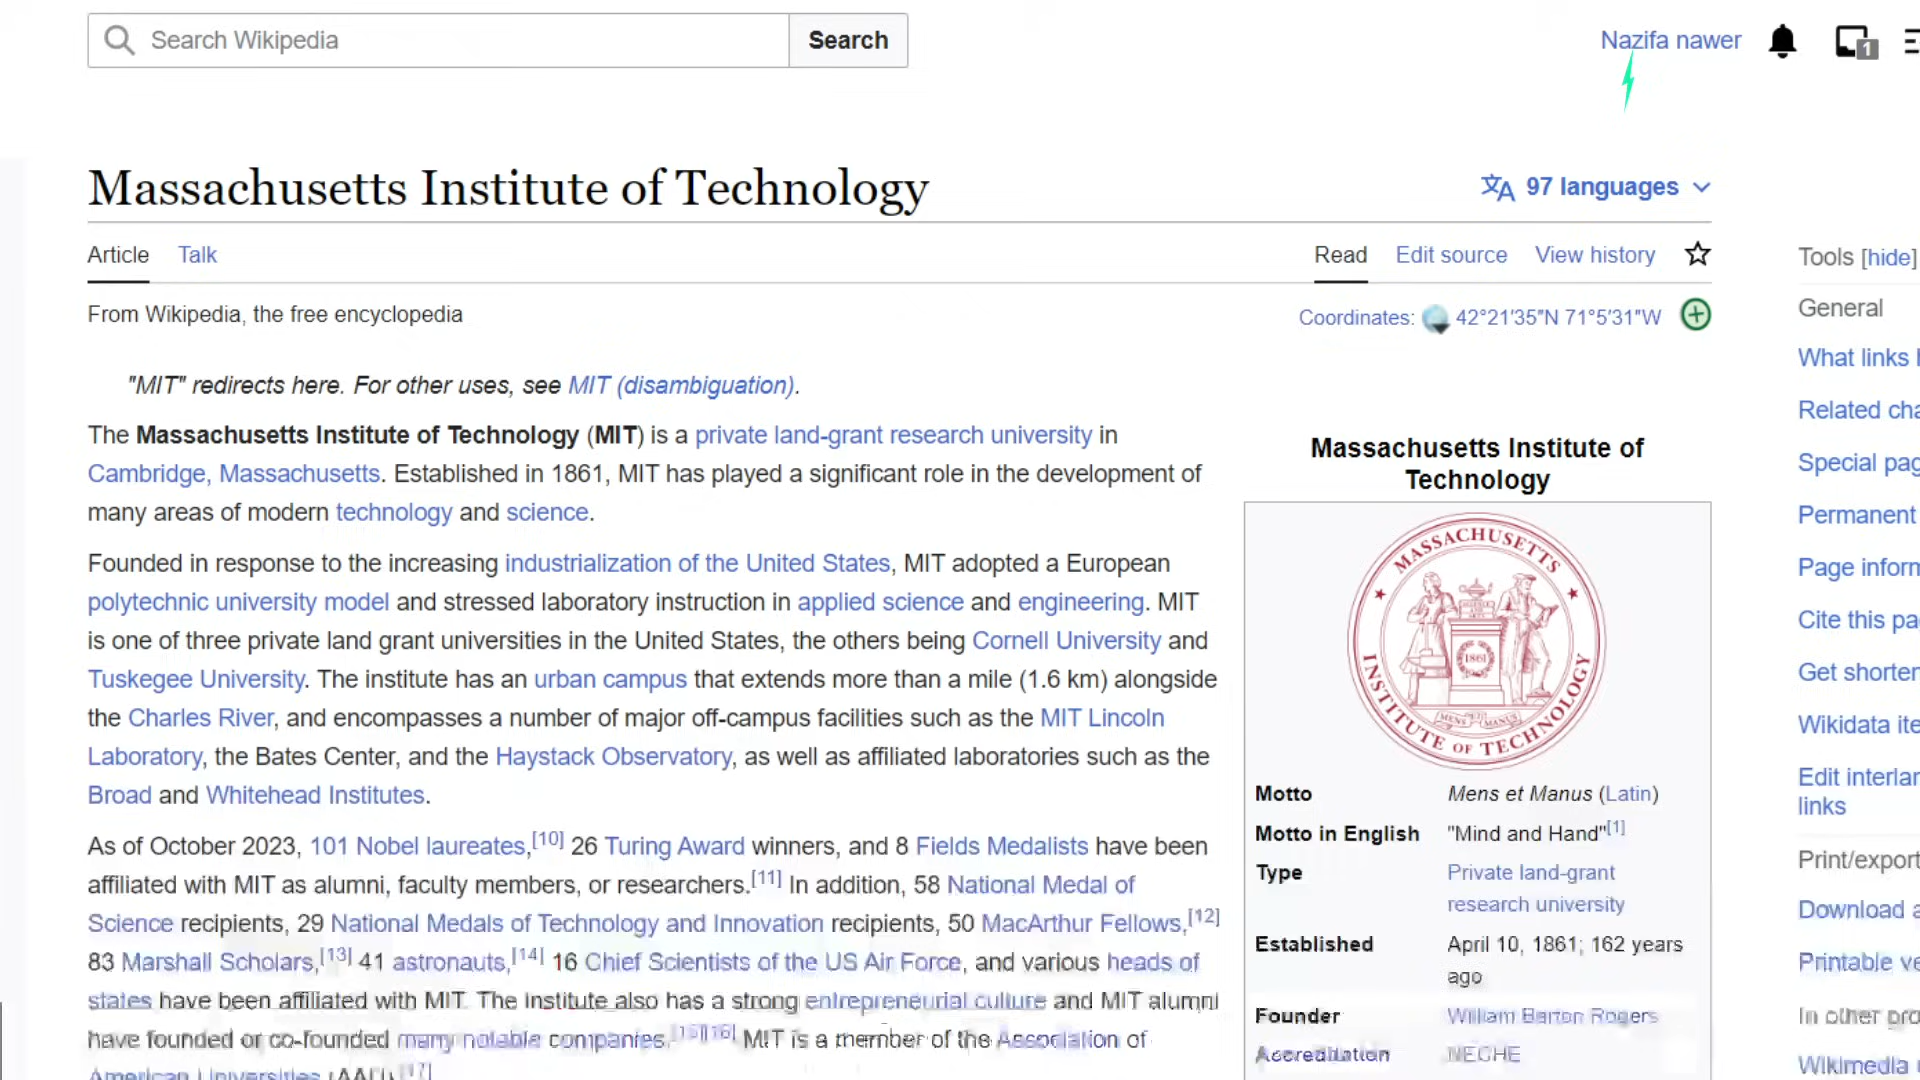 Search Wikipedia
Search
Nazifa nawer
1
Massachusetts Institute of Technology
97 languages
Article Talk
Read Edit source View history
From Wikipedia, the free encyclopedia
Coordinates: 42°21′35″N 71°5′31″W
"MIT" redirects here. For other uses, see MIT (disambiguation).
The Massachusetts Institute of Technology (MIT) is a private land-grant research university in
Cambridge, Massachusetts. Established in 1861, MIT has played a significant role in the development of
many areas of modern technology and science.
Founded in response to the increasing industrialization of the United States, MIT adopted a European
polytechnic university model and stressed laboratory instruction in applied science and engineering. MIT
is one of three private land grant universities in the United States, the others being Cornell University and
Tuskegee University. The institute has an urban campus that extends more than a mile (1.6 km) alongside
the Charles River, and encompasses a number of major off-campus facilities such as the MIT Lincoln
Laboratory, the Bates Center, and the Haystack Observatory, as well as affiliated laboratories such as the
Broad and Whitehead Institutes.
As of October 2023, 101 Nobel laureates,[10] 26 Turing Award winners, and 8 Fields Medalists have been
affiliated with MIT as alumni, faculty members, or researchers.[11] In addition, 58 National Medal of
Science recipients, 29 National Medals of Technology and Innovation recipients, 50 MacArthur Fellows,[12]
83 Marshall Scholars,[13] 41 astronauts,[14] 16 Chief Scientists of the US Air Force, and various heads of
states have been affiliated with MIT. The institute also has a strong entrepreneurial culture and MIT alumni
have founded or co-founded many notable companies.[15][16] MIT is a member of the Association of
American Universities (AAU).[17]
Massachusetts Institute of
Technology
MASSACHUSETTS
INSTITUTE OF TECHNOLOGY
1861
MENS ET MANUS
Motto Mens et Manus (Latin)
Motto in English "Mind and Hand"[1]
Type Private land-grant
research university
Established April 10, 1861; 162 years
ago
Founder William Barton Rogers
Accreditation NECHE
Tools [hide]
General
What links
Related cha
Special pag
Permanent
Page inform
Cite this pa
Get shorter
Wikidata ite
Edit interlan
links
Print/export
Download a
Printable ve
In other pro
Wikimedia